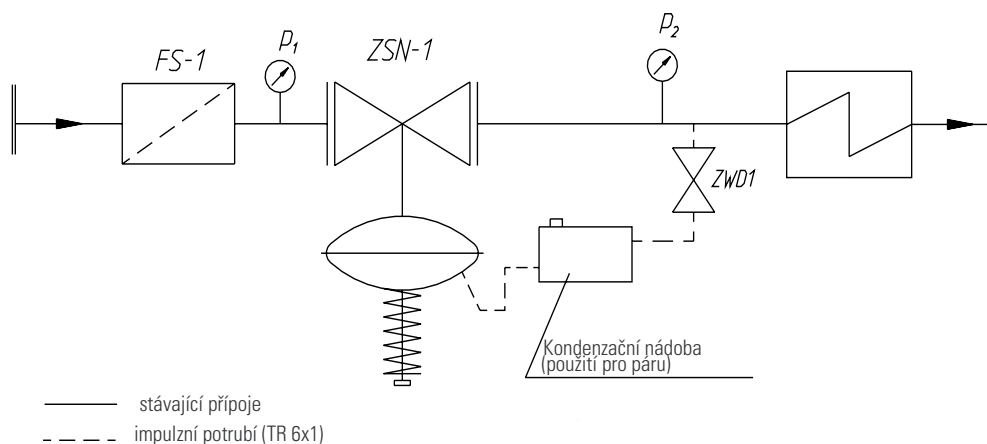 FS-1
P1
ZSN-1
P2
ZWD1
Kondenzační nádoba
(použití pro páru)
stávající přípoje
impulzní potrubí (TR 6x1)